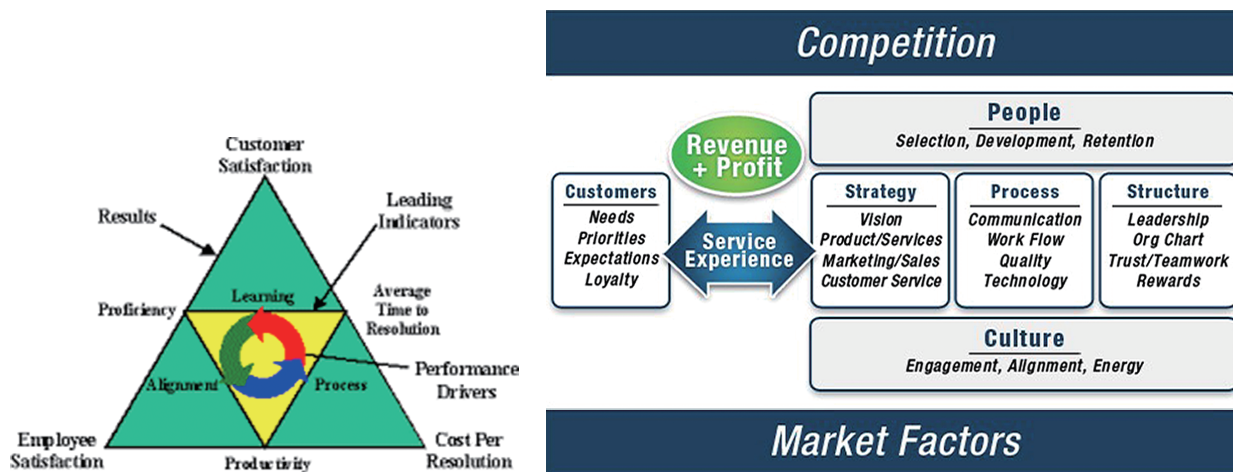 Customer
Satisfaction
Results
Leading
Indicators
Learning
Proficiency
Average
Time to
Resolution
Alignment
Process
Performance
Drivers
Employee
Satisfaction
Productivity
Cost Per
Resolution
Competition
People
Selection, Development, Retention
Revenue
+ Profit
Customers
Needs
Priorities
Expectations
Loyalty
Service
Experience
Strategy
Vision
Product/Services
Marketing/Sales
Customer Service
Process
Communication
Work Flow
Quality
Technology
Structure
Leadership
Org Chart
Trust/Teamwork
Rewards
Culture
Engagement, Alignment, Energy
Market Factors